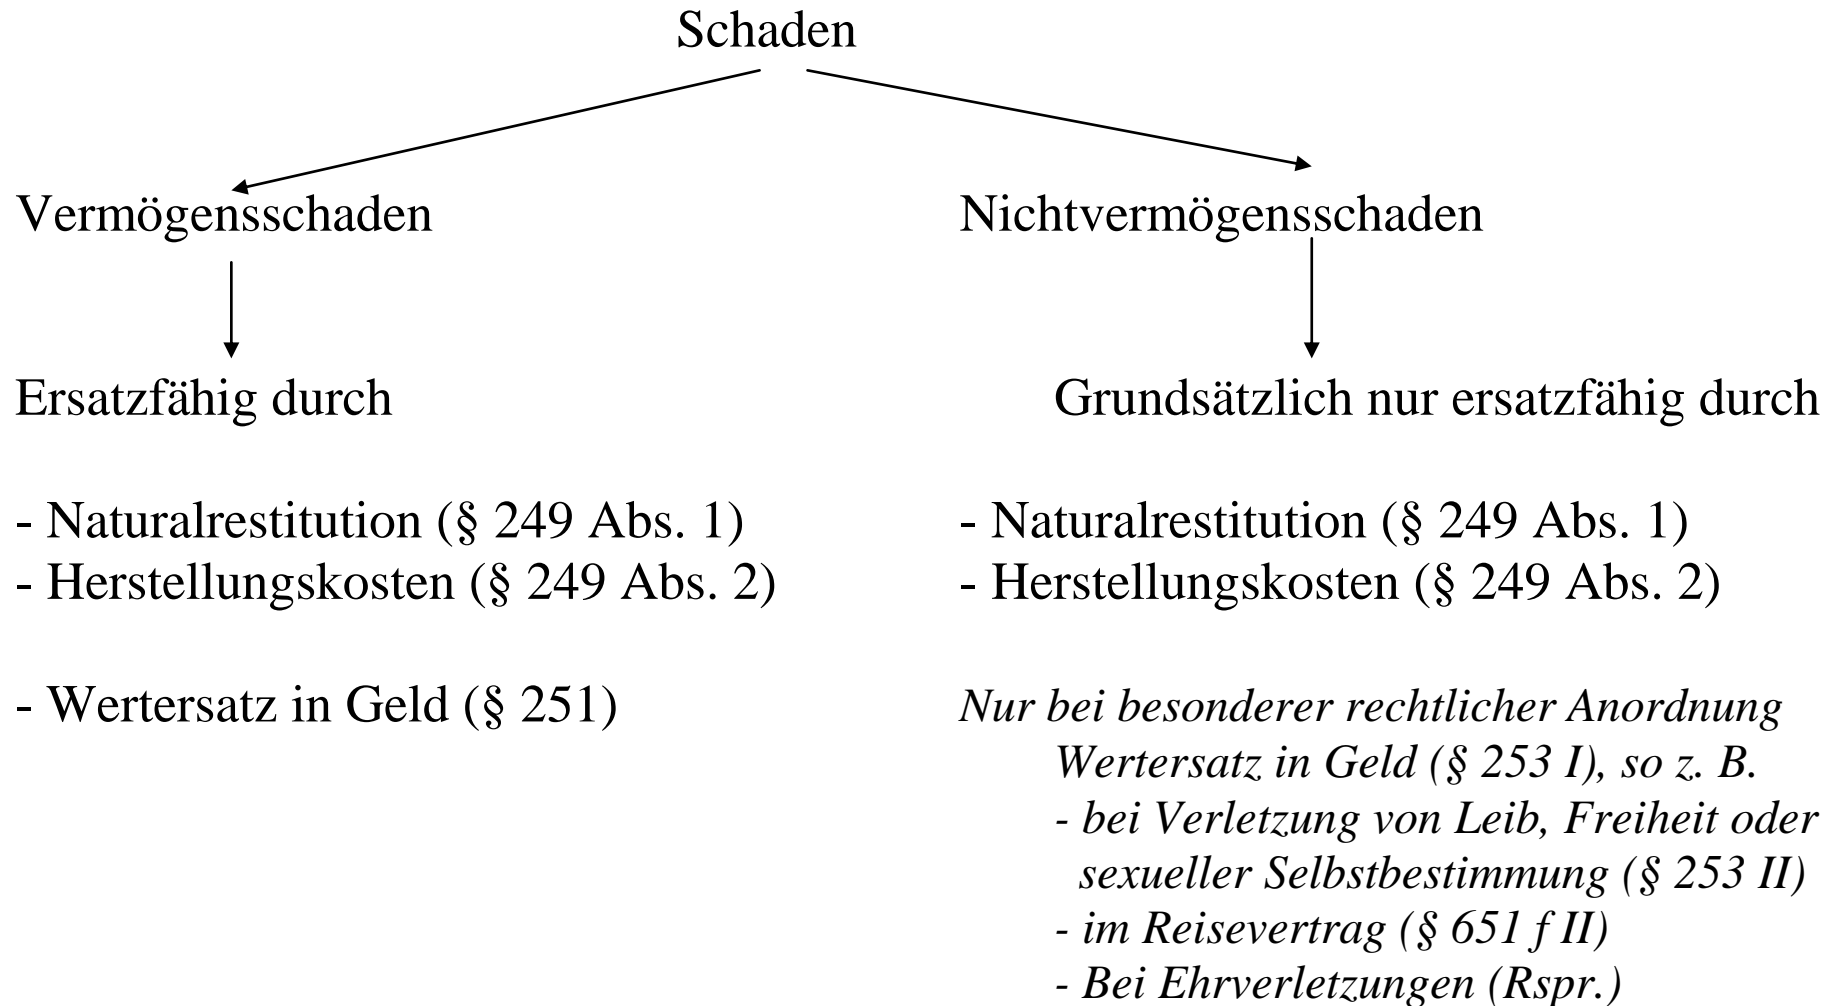 Schaden
Vermögensschaden
Ersatzfähig durch
- Naturalrestitution (§ 249 Abs. 1)
- Herstellungskosten (§ 249 Abs. 2)
- Wertersatz in Geld (§ 251)
Nichtvermögensschaden
Grundsätzlich nur ersatzfähig durch
- Naturalrestitution (§ 249 Abs. 1)
- Herstellungskosten (§ 249 Abs. 2)
Nur bei besonderer rechtlicher Anordnung
Wertersatz in Geld (§ 253 I), so z. B.
- bei Verletzung von Leib, Freiheit oder
sexueller Selbstbestimmung (§ 253 II)
- im Reisevertrag (§ 651 f II)
- Bei Ehrverletzungen (Rspr.)